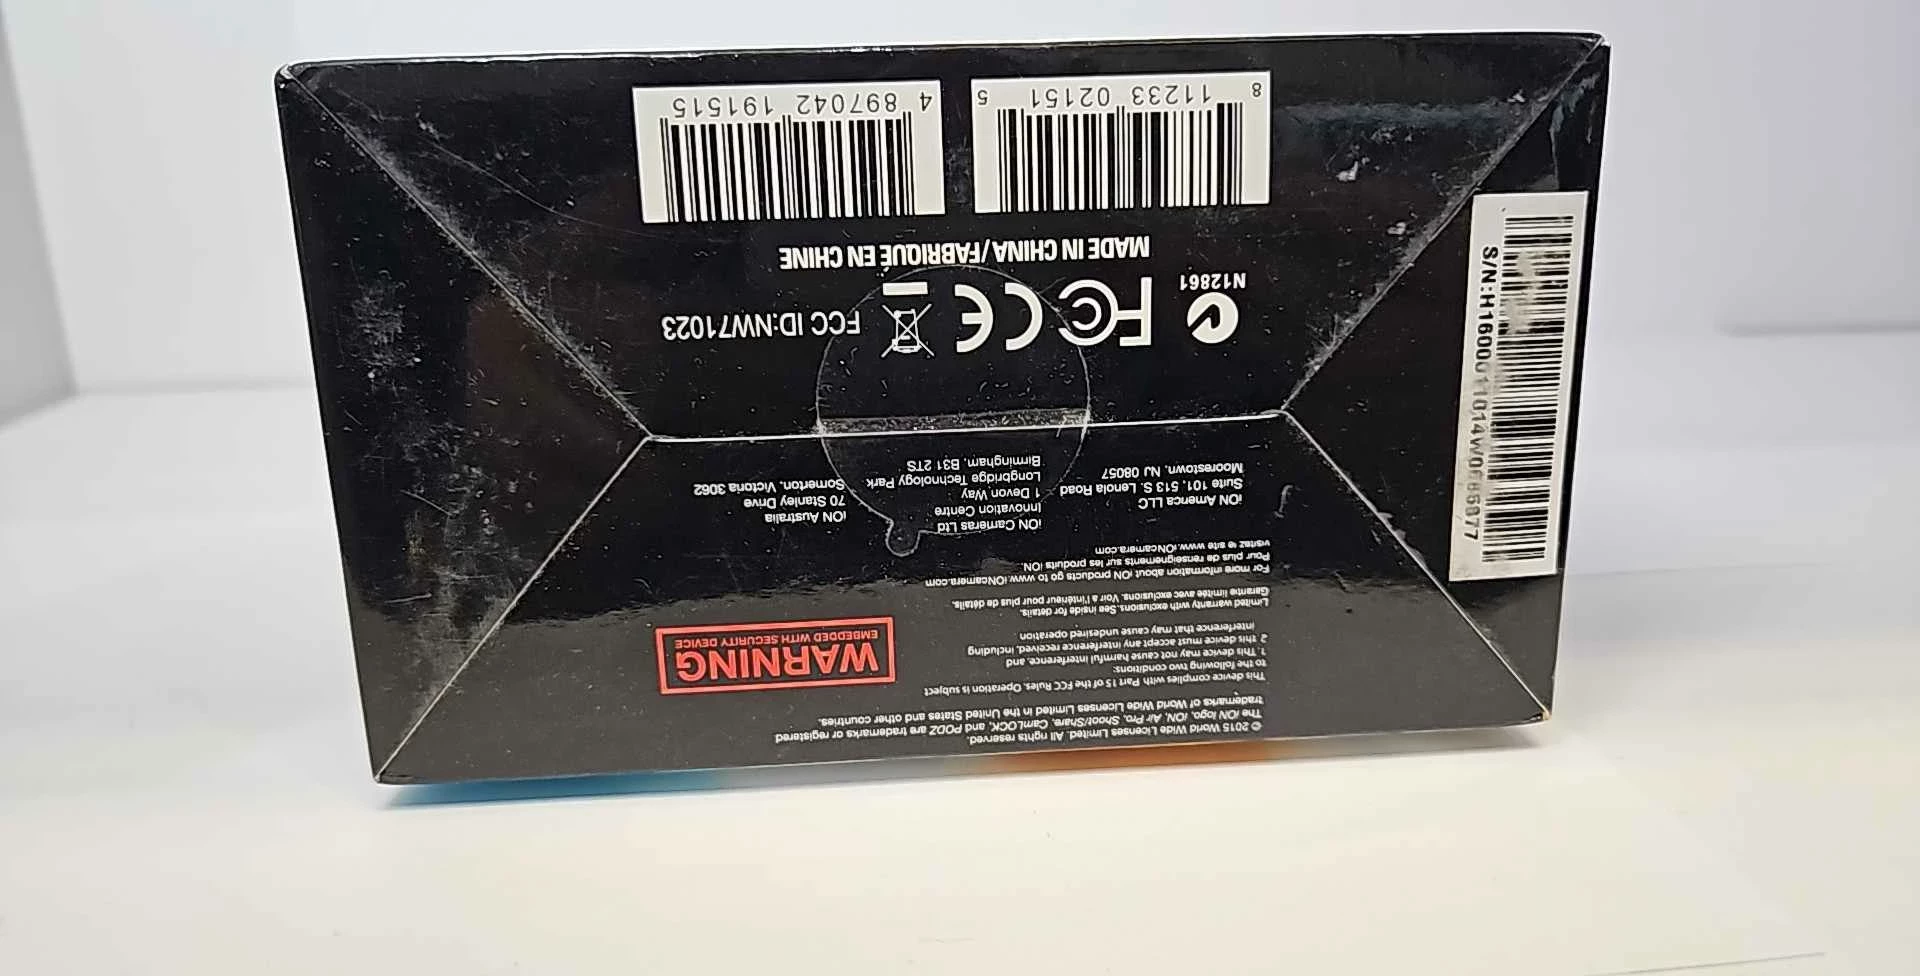 © 2015 World Wide Licenses Limited. All rights reserved.
The iON logo, iON, Air Pro, Shoot/Share, CamLOCK, and PODZ are trademarks or registered
trademarks of World Wide Licenses Limited in the United States and other countries.
This device complies with Part 15 of the FCC Rules. Operation is subject
to the following two conditions:
1. This device may not cause harmful interference, and
2. this device must accept any interference received, including
interference that may cause undesired operation
WARNING
EMBEDDED WITH SECURITY DEVICE
Limited warranty with exclusions. See inside for details.
Garantie limitée avec exclusions. Voir à l'intérieur pour plus de détails.
For more information about iON products go to www.iONcamera.com
Pour plus de renseignements sur les produits iON,
visitez le site www.iONcamera.com
iON America LLC
Suite 101, 513 S. Lenola Road
Moorestown, NJ 08057
iON Cameras Ltd
Innovation Centre
1 Devon Way
Longbridge Technology Park
Birmingham, B31 2TS
iON Australia
70 Stanley Drive
Somerton, Victoria 3062
N12861
FC CE
FCC ID:NW71023
MADE IN CHINA/FABRIQUE EN CHINE
8 11233 02151 5
4 897042 191515